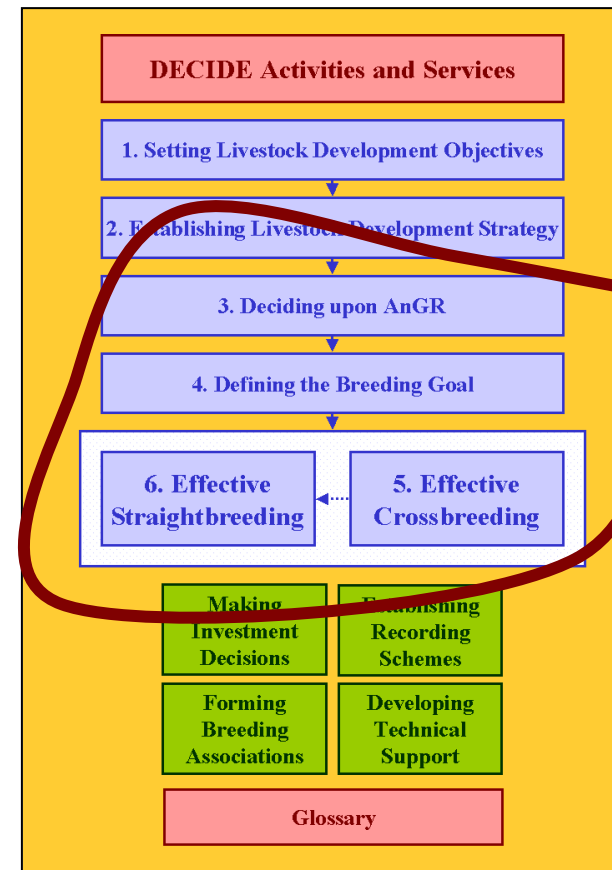 DECIDE Activities and Services
1. Setting Livestock Development Objectives
2. Establishing Livestock Development Strategy
3. Deciding upon AnGR
4. Defining the Breeding Goal
6. Effective
Straightbreeding
5. Effective
Crossbreeding
Making
Investment
Decisions
Establishing
Recording
Schemes
Forming
Breeding
Associations
Developing
Technical
Support
Glossary